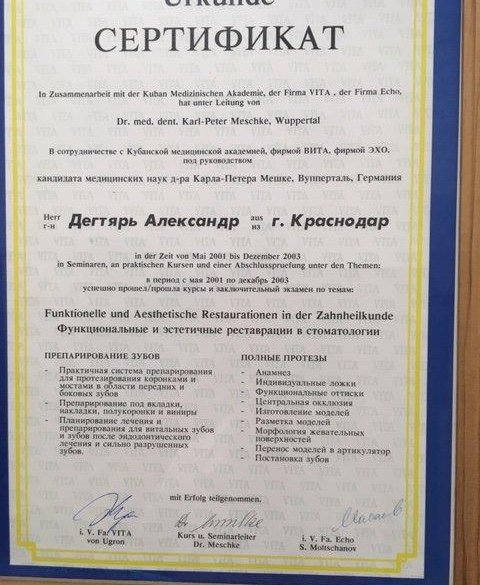 Urkunde
СЕРТИФИКАТ
In Zusammenarbeit mit der Kuban Medizinischen Akademie, der Firma VITA , der Firma Echo,
hat unter Leitung von
Dr. med. dent. Karl-Peter Meschke, Wuppertal
В сотрудничестве с Кубанской медицинской академией, фирмой ВИТА, фирмой ЭХО,
под руководством
кандидата медицинских наук д-ра Карла-Петера Мешке, Вупперталь, Германия
Herr г-н Дегтярь Александр aus из г. Краснодар
in der Zeit von Mai 2001 bis Dezember 2003
in Seminaren, an praktischen Kursen und einer Abschlusspruefung unter den Themen:
в период с мая 2001 по декабрь 2003
успешно прошел/прошла курсы и заключительный экзамен по темам:
Funktionelle und Aesthetische Restaurationen in der Zahnheilkunde
Функциональные и эстетичные реставрации в стоматологии
ПРЕПАРИРОВАНИЕ ЗУБОВ
- Практичная система препарирования
для протезирования коронками и
мостами в области передних и
боковых зубов
- Препарирование под вкладки,
накладки, полукоронки и виниры
- Планирование лечения и
препарирования для витальных зубов
и зубов после эндодонтического
лечения и сильно разрушенных
зубов.
ПОЛНЫЕ ПРОТЕЗЫ
- Анамнез
- Индивидуальные ложки
- Функциональные оттиски
- Центральная окклюзия
- Изготовление моделей
- Разметка моделей
- Морфология жевательных
поверхностей
- Перенос моделей в артикулятор
- Постановка зубов
mit Erfolg teilgenommen.
i. V. Fa. VITA
von Ugron
Kurs u. Seminarleiter
Dr. Meschke
i. V. Fa. Echo
S. Moltschanov